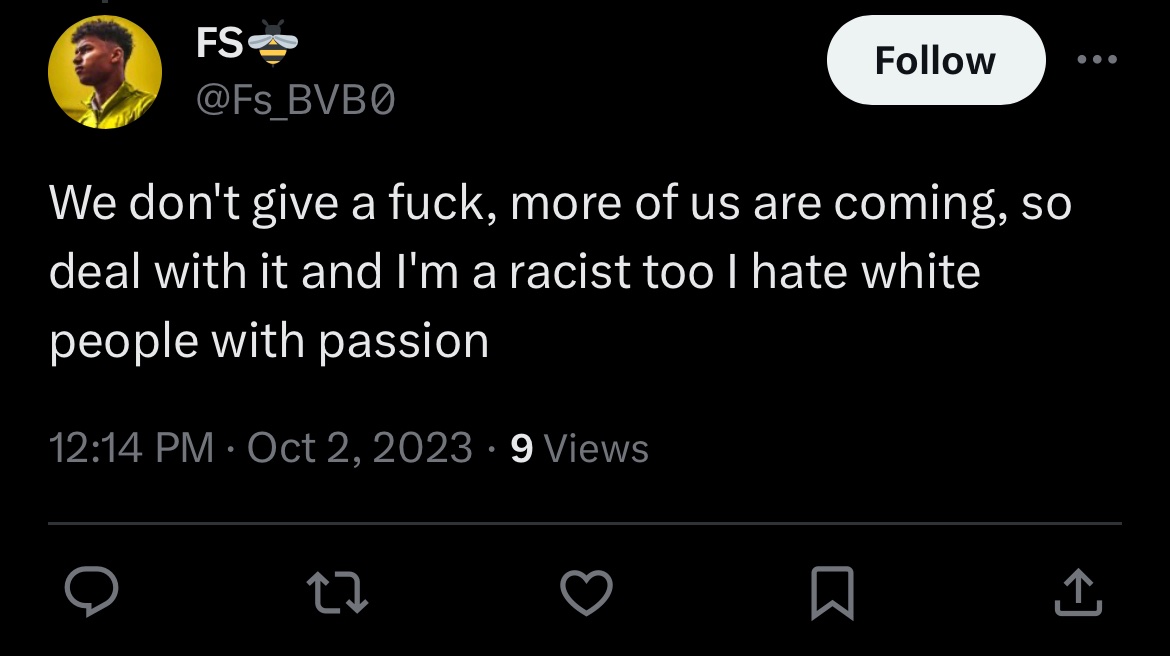 FS🐝
@Fs_BVB0
Follow
We don't give a fuck, more of us are coming, so
deal with it and I'm a racist too I hate white
people with passion
12:14 PM · Oct 2, 2023 · 9 Views